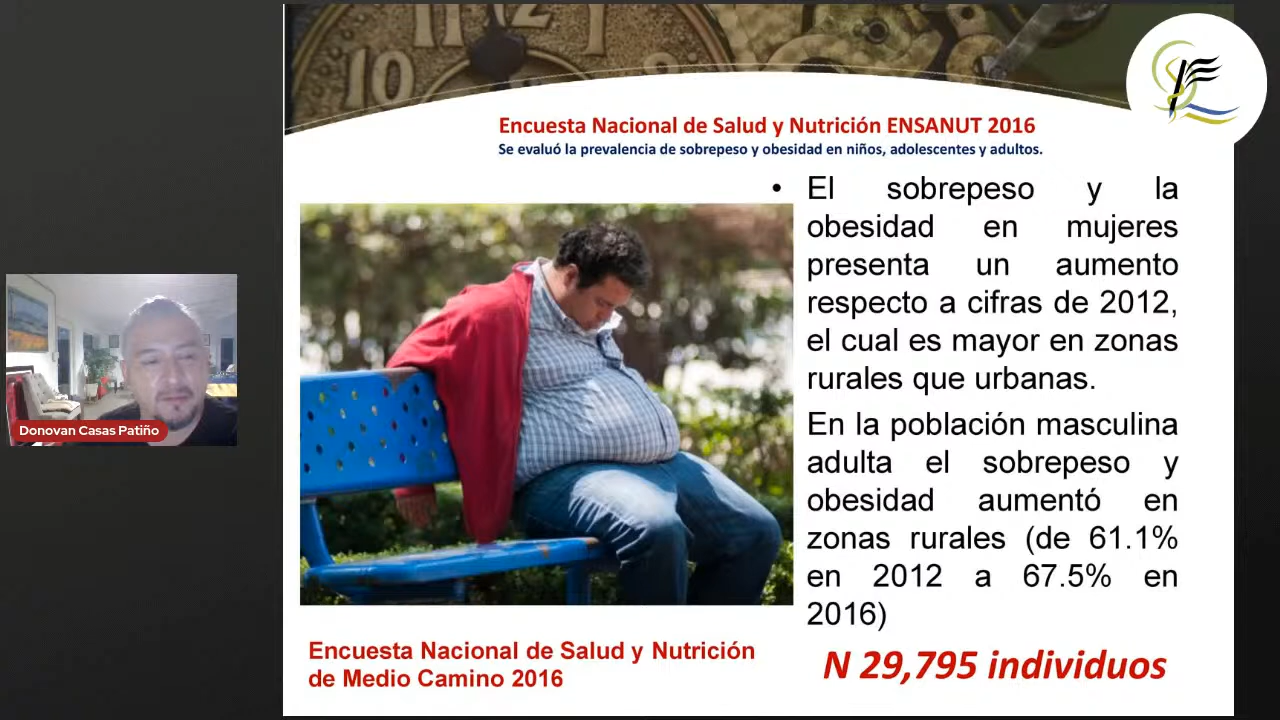 Encuesta Nacional de Salud y Nutrición ENSANUT 2016
Se evaluó la prevalencia de sobrepeso y obesidad en niños, adolescentes y adultos.
• El sobrepeso y la
obesidad en mujeres
presenta un aumento
respecto a cifras de 2012,
el cual es mayor en zonas
rurales que urbanas.
En la población masculina
adulta el sobrepeso y
obesidad aumentó en
zonas rurales (de 61.1%
en 2012 a 67.5% en
2016)
N 29,795 individuos
Encuesta Nacional de Salud y Nutrición
de Medio Camino 2016
Donovan Casas Patiño
10
11
1